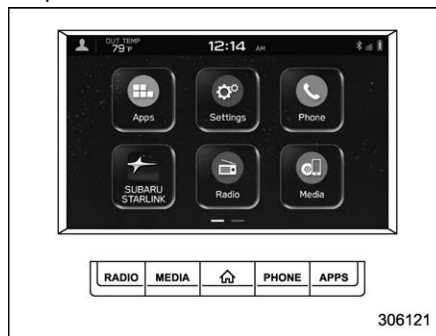 OUT TEMP
79°F
12:14 AM
Apps
Settings
Phone
SUBARU
STARLINK
Radio
Media
RADIO MEDIA PHONE APPS
306121